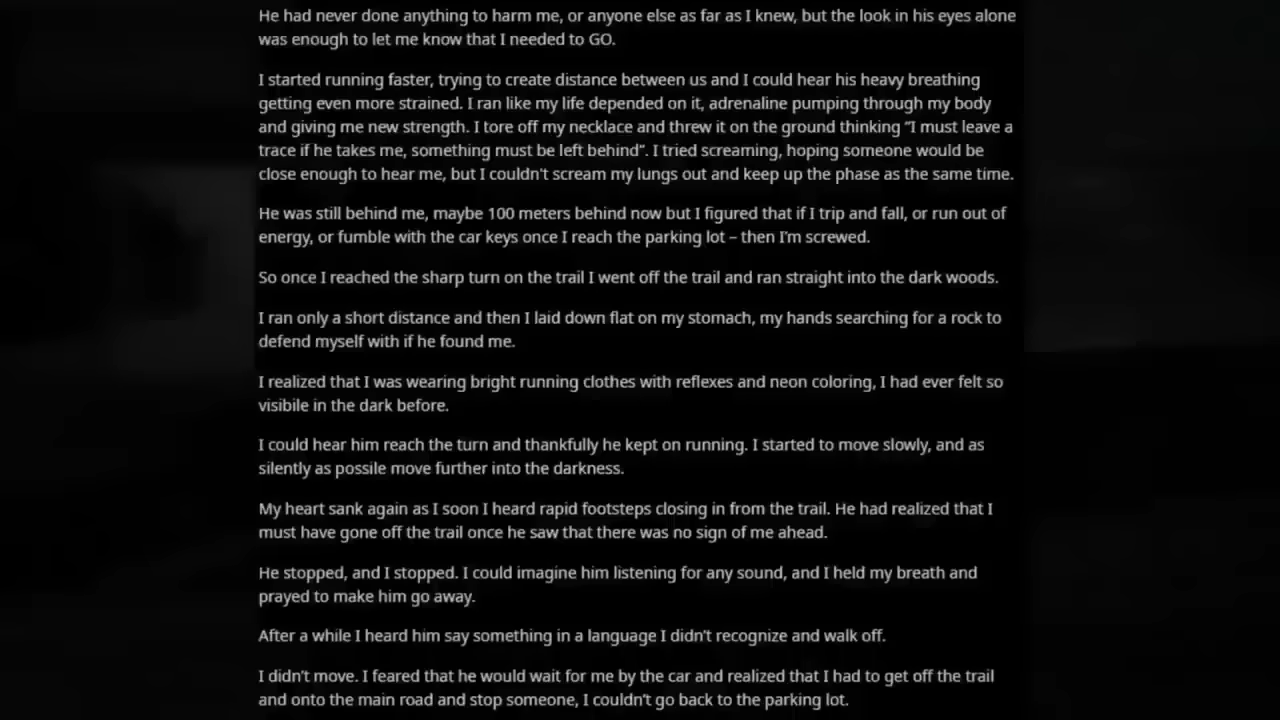 He had never done anything to harm me, or anyone else as far as I knew, but the look in his eyes alone
was enough to let me know that I needed to GO.
I started running faster, trying to create distance between us and I could hear his heavy breathing
getting even more strained. I ran like my life depended on it, adrenaline pumping through my body
and giving me new strength. I tore off my necklace and threw it on the ground thinking "I must leave a
trace if he takes me, something must be left behind". I tried screaming, hoping someone would be
close enough to hear me, but I couldn't scream my lungs out and keep up the phase as the same time.
He was still behind me, maybe 100 meters behind now but I figured that if I trip and fall, or run out of
energy, or fumble with the car keys once I reach the parking lot – then I'm screwed.
So once I reached the sharp turn on the trail I went off the trail and ran straight into the dark woods.
I ran only a short distance and then I laid down flat on my stomach, my hands searching for a rock to
defend myself with if he found me.
I realized that I was wearing bright running clothes with reflexes and neon coloring, I had ever felt so
visibile in the dark before.
I could hear him reach the turn and thankfully he kept on running. I started to move slowly, and as
silently as possile move further into the darkness.
My heart sank again as I soon I heard rapid footsteps closing in from the trail. He had realized that I
must have gone off the trail once he saw that there was no sign of me ahead.
He stopped, and I stopped. I could imagine him listening for any sound, and I held my breath and
prayed to make him go away.
After a while I heard him say something in a language I didn't recognize and walk off.
I didn't move. I feared that he would wait for me by the car and realized that I had to get off the trail
and onto the main road and stop someone, I couldn't go back to the parking lot.